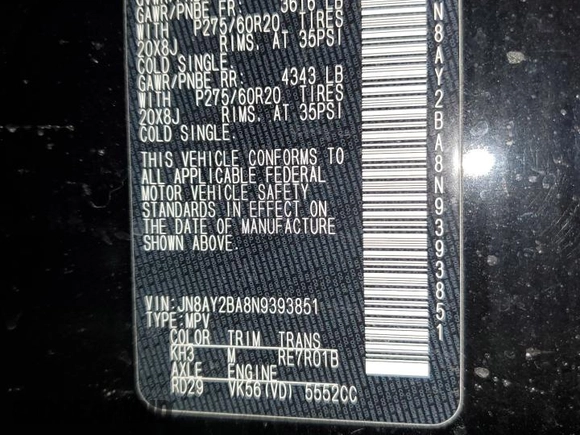 GAWR/PNBE FR: 3616 LB
WITH P275/60R20 TIRES
20X8J RIMS. AT 35PSI
COLD SINGLE.
GAWR/PNBE RR: 4343 LB
WITH P275/60R20 TIRES
20X8J RIMS. AT 35PSI
COLD SINGLE.
THIS VEHICLE CONFORMS TO
ALL APPLICABLE FEDERAL
MOTOR VEHICLE SAFETY
STANDARDS IN EFFECT ON
THE DATE OF MANUFACTURE
SHOWN ABOVE.
VIN:JN8AY2BA8N9393851
TYPE:MPV
COLOR TRIM TRANS
KH3 M RE7R01B
AXLE ENGINE
RD29 VK56(VD) 5552CC
N8AY2BA8N9393851